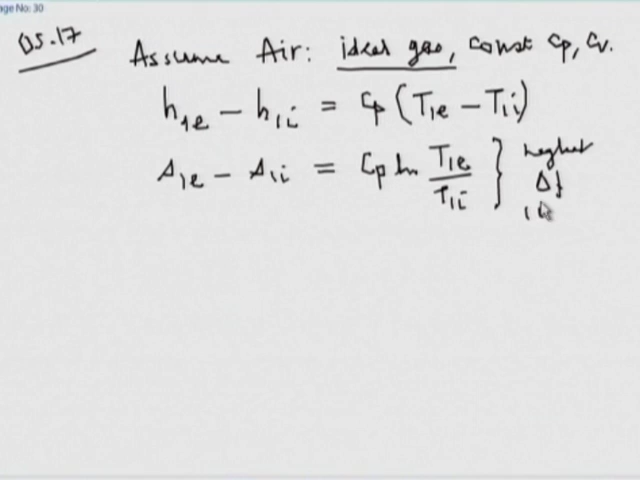 age No: 30
Q5.17 Assume Air: ideal gas, const cp, cv.
h1e - h1i = cp (T1e - T1i)
s1e - s1i = cp ln T1e / T1i } neglect
Δp